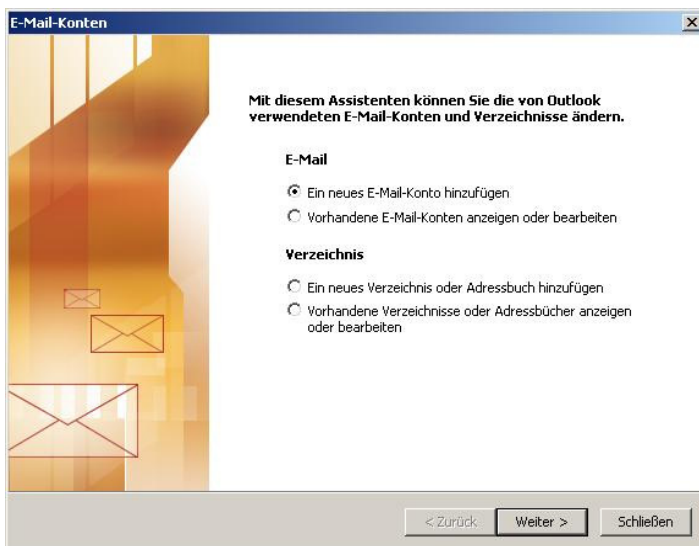 E-Mail-Konten
Mit diesem Assistenten können Sie die von Outlook
verwendeten E-Mail-Konten und Verzeichnisse ändern.
E-Mail
Ein neues E-Mail-Konto hinzufügen
Vorhandene E-Mail-Konten anzeigen oder bearbeiten
Verzeichnis
Ein neues Verzeichnis oder Adressbuch hinzufügen
Vorhandene Verzeichnisse oder Adressbücher anzeigen
oder bearbeiten
< Zurück Weiter > Schließen